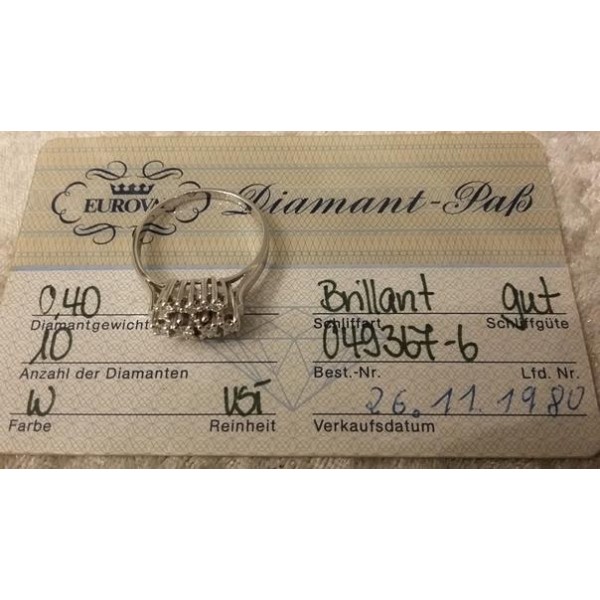 EUROVAL Diamant-Paß
0,40 Brillant gut
Diamantgewicht Schliffart Schliffgüte
10 049367-6
Anzahl der Diamanten Best.-Nr. Lfd. Nr.
W VSI
Farbe Reinheit Verkaufsdatum
26.11.1980